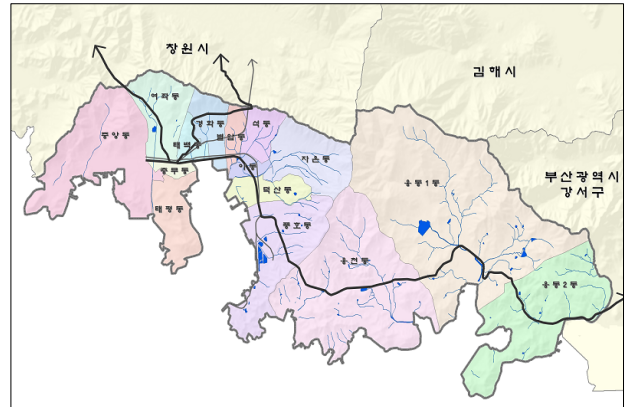 창원시
김해시
부산광역시
강서구
여좌동
중앙동
태백동
경화동
병암동
석동
이동
자은동
덕산동
충무동
태평동
풍호동
웅천동
웅동1동
웅동2동